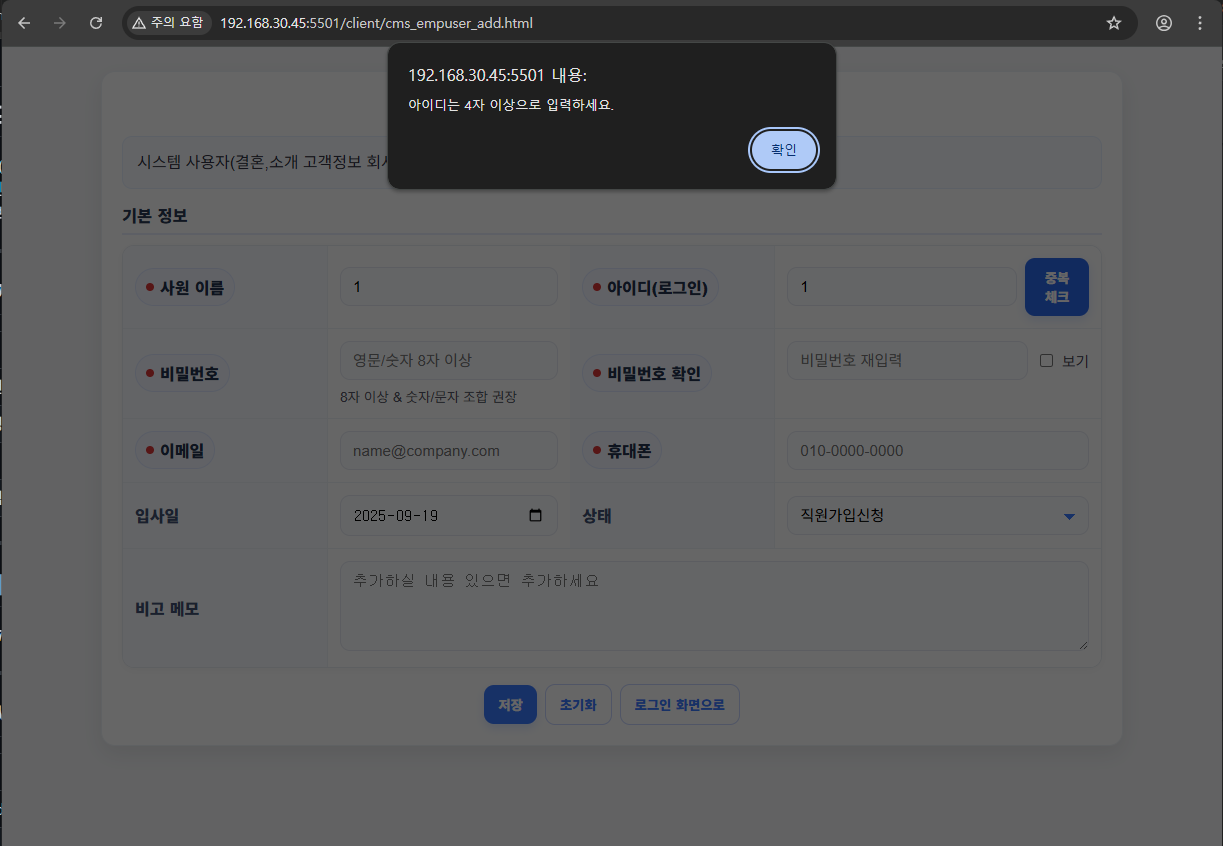 주의 요함
192.168.30.45:5501/client/cms_empuser_add.html
192.168.30.45:5501 내용:
아이디는 4자 이상으로 입력하세요.
확인
시스템 사용자(결혼,소개 고객정보
기본 정보
사원 이름
1
아이디(로그인)
1
중복
체크
비밀번호
영문/숫자 8자 이상
8자 이상 & 숫자/문자 조합 권장
비밀번호 확인
비밀번호 재입력
보기
이메일
name@company.com
휴대폰
010-0000-0000
입사일
2025-09-19
상태
직원가입신청
비고 메모
추가하실 내용 있으면 추가하세요
저장
초기화
로그인 화면으로